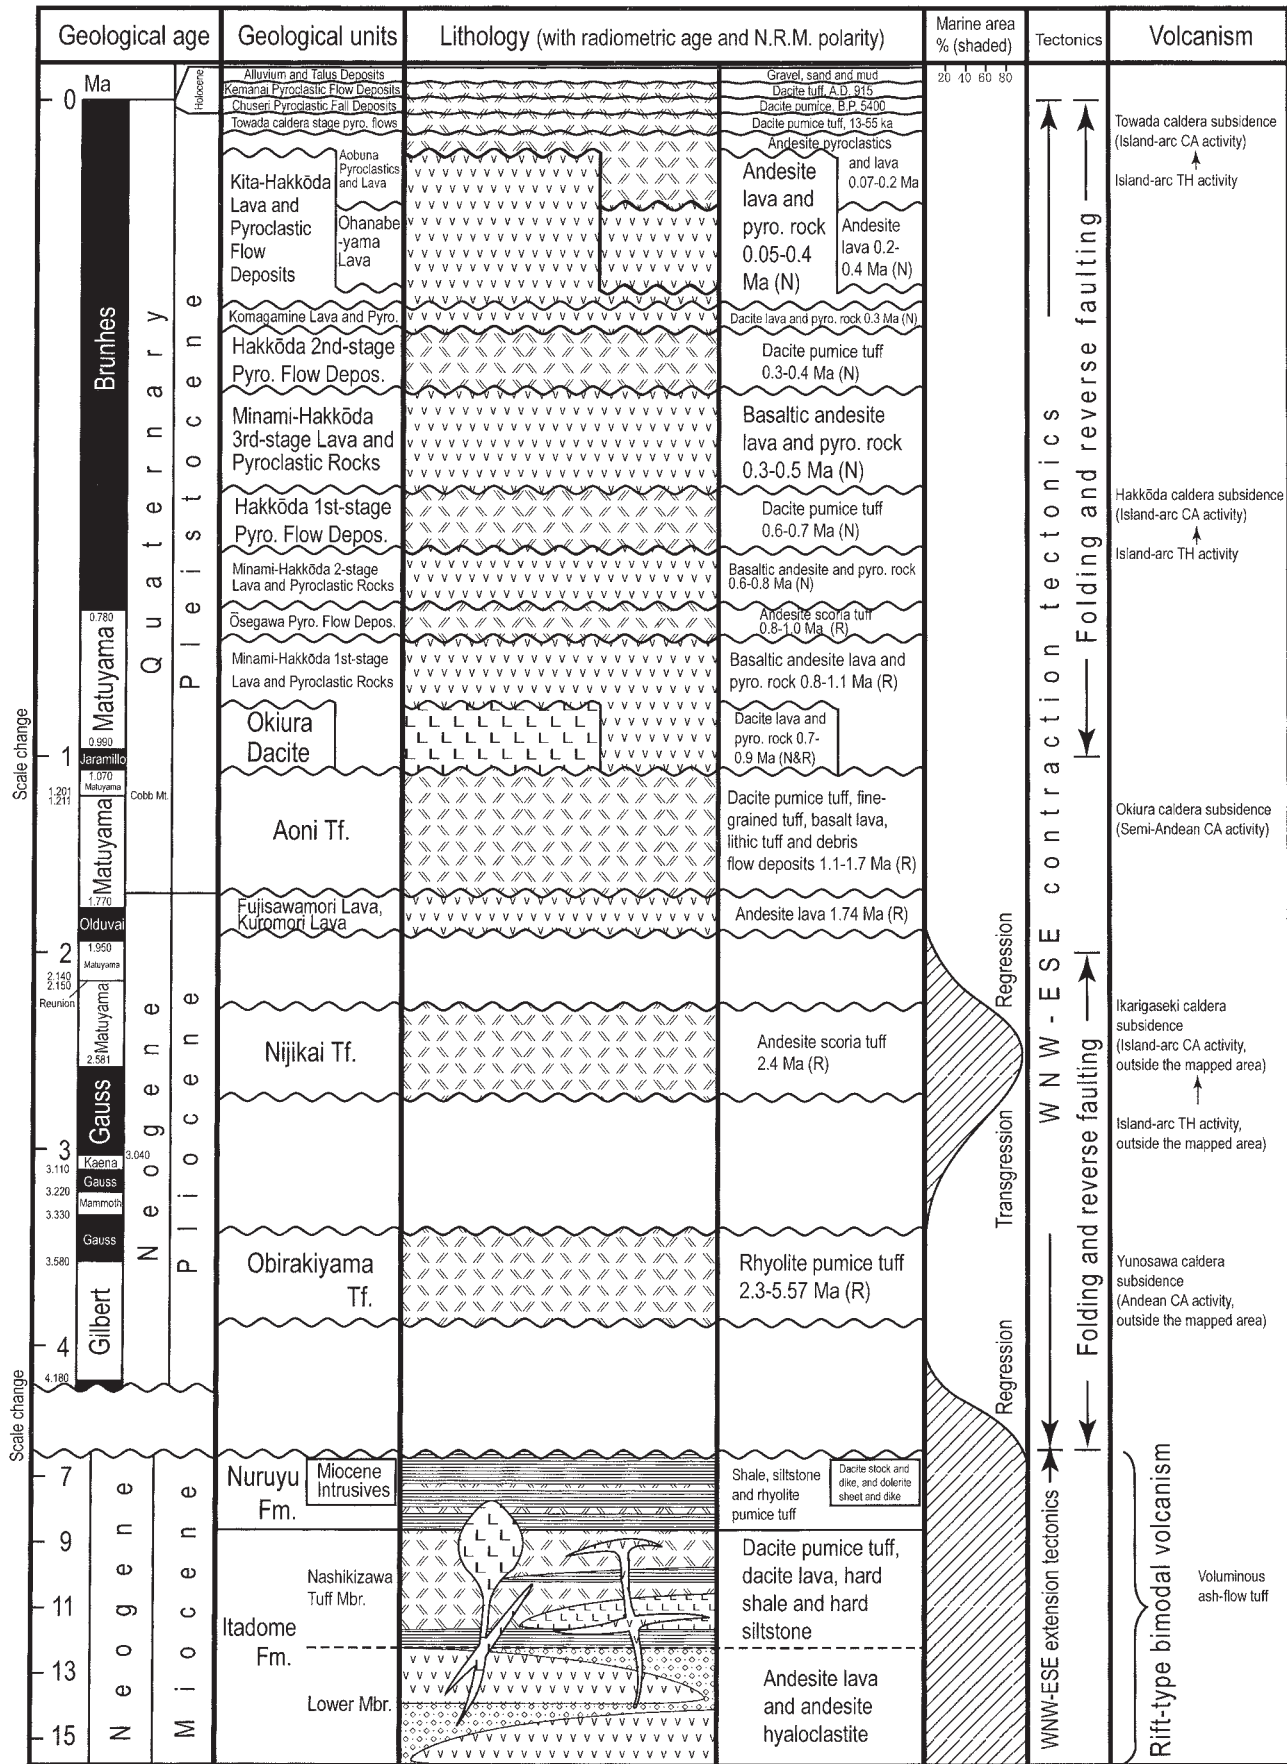 Geological age
Geological units
Lithology (with radiometric age and N.R.M. polarity)
Marine area
% (shaded)
20 40 60 80
Tectonics
Volcanism
Ma
0
1
2
3
4
7
9
11
13
15
Scale change
Scale change
Brunhes
0.780
Matuyama
0.990
Jaramillo
1.070
Matuyama
1.201
1.211
Cobb Mt.
Matuyama
1.770
Olduvai
1.950
Matuyama
2.140
2.150
Reunion
Matuyama
2.581
Gauss
3.040
Kaena
3.110
Gauss
3.220
Mammoth
3.330
Gauss
3.580
Gilbert
4.180
Quaternary
Neogene
Neogene
Holocene
Pleistocene
Pliocene
Miocene
Alluvium and Talus Deposits
Kemanai Pyroclastic Flow Deposits
Chuseri Pyroclastic Fall Deposits
Towada caldera stage pyro. flows
Kita-Hakkōda
Lava and
Pyroclastic
Flow
Deposits
Aobuna
Pyroclastics
and Lava
Ohanabe
-yama
Lava
Komagamine Lava and Pyro.
Hakkōda 2nd-stage
Pyro. Flow Depos.
Minami-Hakkōda
3rd-stage Lava and
Pyroclastic Rocks
Hakkōda 1st-stage
Pyro. Flow Depos.
Minami-Hakkōda 2-stage
Lava and Pyroclastic Rocks
Ōsegawa Pyro. Flow Depos.
Minami-Hakkōda 1st-stage
Lava and Pyroclastic Rocks
Okiura
Dacite
Aoni Tf.
Fujisawamori Lava,
Kuromori Lava
Nijikai Tf.
Obirakiyama
Tf.
Nuruyu
Fm.
Miocene
Intrusives
Nashikizawa
Tuff Mbr.
Itadome
Fm.
Lower Mbr.
Gravel, sand and mud
Dacite tuff, A.D. 915
Dacite pumice, B.P. 5400
Dacite pumice tuff, 13-55 ka
Andesite pyroclastics
and lava
0.07-0.2 Ma
Andesite
lava and
pyro. rock
0.05-0.4
Ma (N)
Andesite
lava 0.2-
0.4 Ma (N)
Dacite lava and pyro. rock 0.3 Ma (N)
Dacite pumice tuff
0.3-0.4 Ma (N)
Basaltic andesite
lava and pyro. rock
0.3-0.5 Ma (N)
Dacite pumice tuff
0.6-0.7 Ma (N)
Basaltic andesite and pyro. rock
0.6-0.8 Ma (N)
Andesite scoria tuff
0.8-1.0 Ma (R)
Basaltic andesite lava and
pyro. rock 0.8-1.1 Ma (R)
Dacite lava and
pyro. rock 0.7-
0.9 Ma (N&R)
Dacite pumice tuff, fine-
grained tuff, basalt lava,
lithic tuff and debris
flow deposits 1.1-1.7 Ma (R)
Andesite lava 1.74 Ma (R)
Andesite scoria tuff
2.4 Ma (R)
Rhyolite pumice tuff
2.3-5.57 Ma (R)
Shale, siltstone
and rhyolite
pumice tuff
Dacite stock and
dike, and dolerite
sheet and dike
Dacite pumice tuff,
dacite lava, hard
shale and hard
siltstone
Andesite lava
and andesite
hyaloclastite
Regression
Transgression
Regression
WNW-ESE contraction tectonics
WNW-ESE extension tectonics
Folding and reverse faulting
Folding and reverse faulting
Towada caldera subsidence
(Island-arc CA activity)
Island-arc TH activity
Hakkōda caldera subsidence
(Island-arc CA activity)
Island-arc TH activity
Okiura caldera subsidence
(Semi-Andean CA activity)
Ikarigaseki caldera
subsidence
(Island-arc CA activity,
outside the mapped area)
Island-arc TH activity,
outside the mapped area)
Yunosawa caldera
subsidence
(Andean CA activity,
outside the mapped area)
Rift-type bimodal volcanism
Voluminous
ash-flow tuff